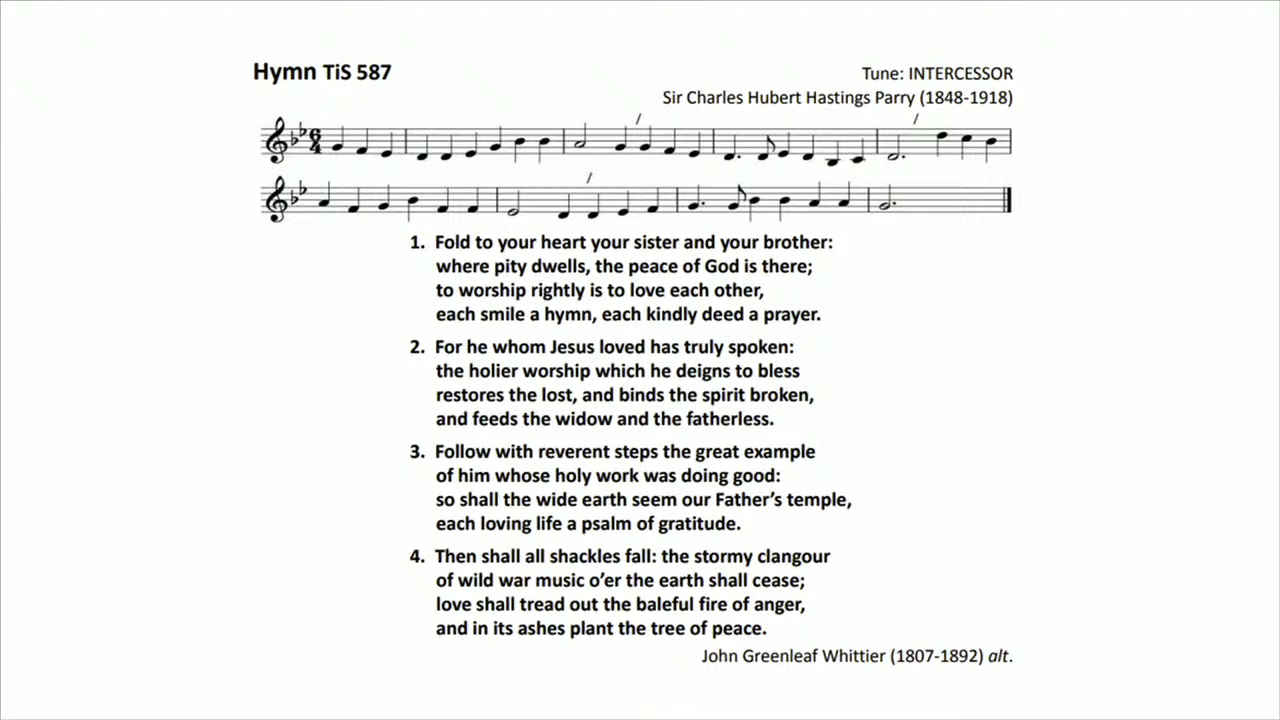 Hymn TiS 587
Tune: INTERCESSOR
Sir Charles Hubert Hastings Parry (1848-1918)
6
4
1. Fold to your heart your sister and your brother:
where pity dwells, the peace of God is there;
to worship rightly is to love each other,
each smile a hymn, each kindly deed a prayer.
2. For he whom Jesus loved has truly spoken:
the holier worship which he deigns to bless
restores the lost, and binds the spirit broken,
and feeds the widow and the fatherless.
3. Follow with reverent steps the great example
of him whose holy work was doing good:
so shall the wide earth seem our Father’s temple,
each loving life a psalm of gratitude.
4. Then shall all shackles fall: the stormy clangour
of wild war music o’er the earth shall cease;
love shall tread out the baleful fire of anger,
and in its ashes plant the tree of peace.
John Greenleaf Whittier (1807-1892) alt.